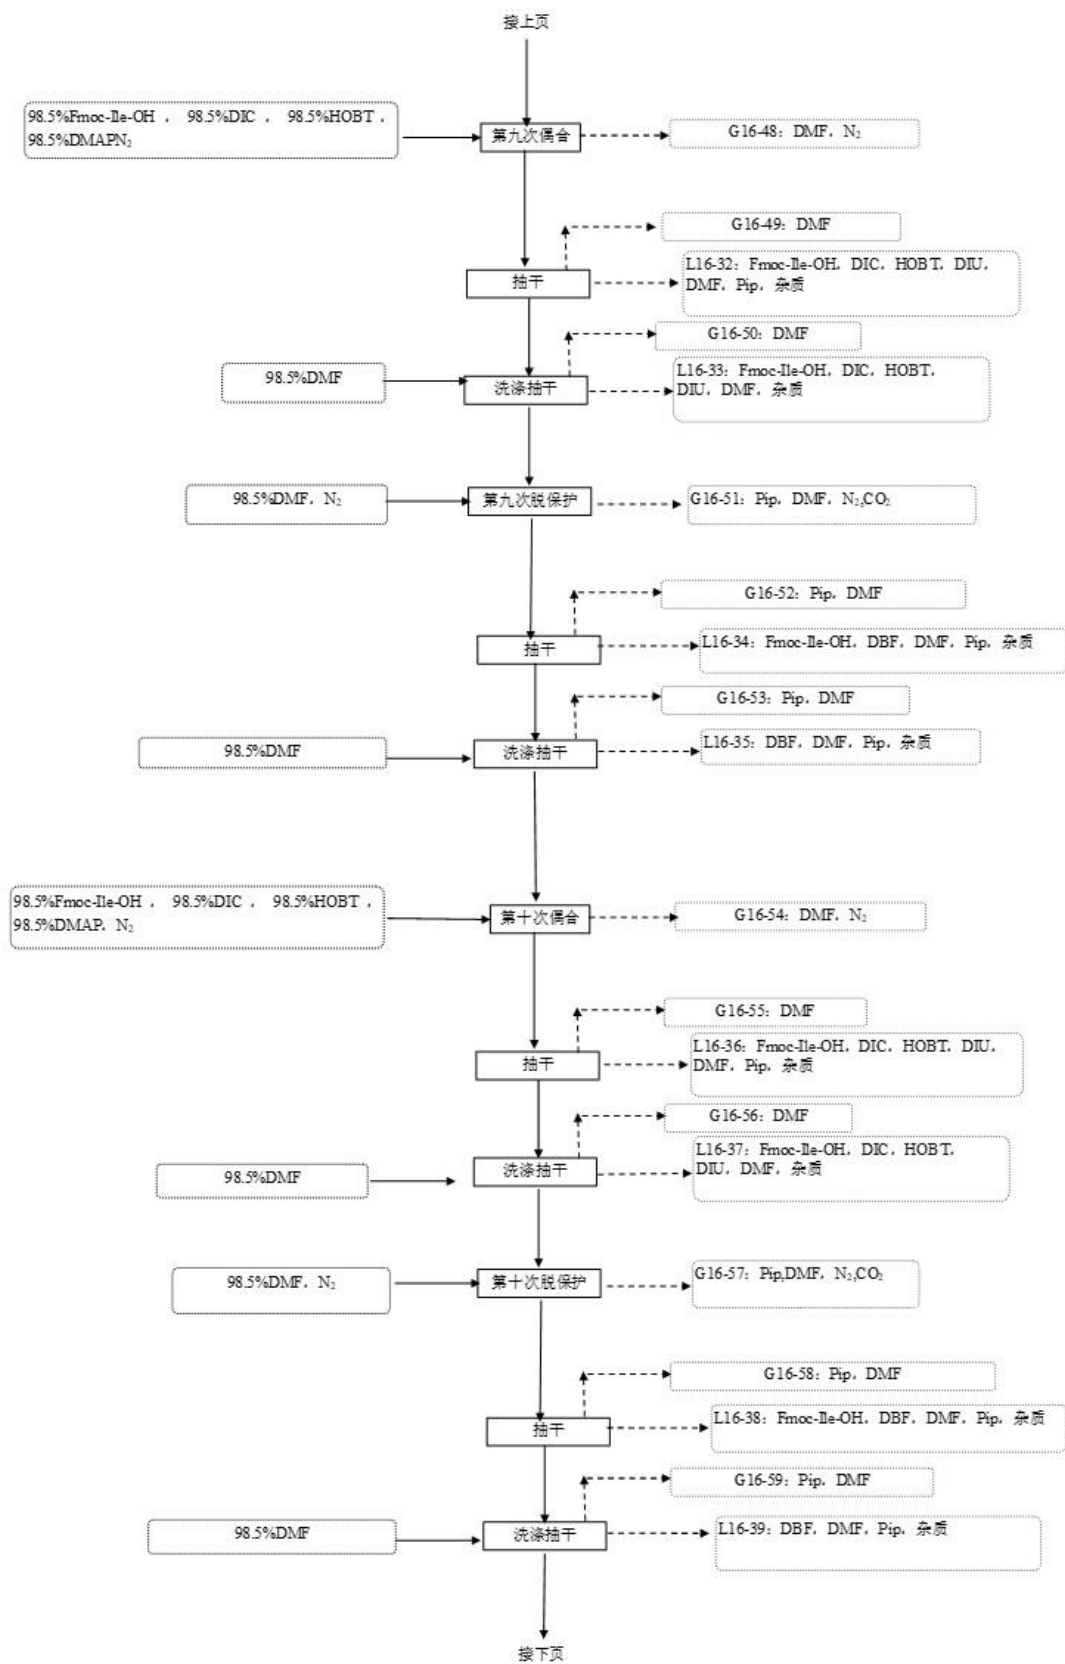 接上页
98.5%Fmoc-Ile-OH， 98.5%DIC， 98.5%HOBT，
98.5%DMAPN₂
第九次偶合
G16-48：DMF，N₂
G16-49：DMF
抽干
L16-32：Fmoc-Ile-OH，DIC，HOBT，DIU，
DMF，Pip，杂质
G16-50：DMF
98.5%DMF
洗涤抽干
L16-33：Fmoc-Ile-OH，DIC，HOBT，
DIU，DMF，杂质
98.5%DMF，N₂
第九次脱保护
G16-51：Pip，DMF，N₂,CO₂
G16-52：Pip，DMF
抽干
L16-34：Fmoc-Ile-OH，DBF，DMF，Pip，杂质
G16-53：Pip，DMF
98.5%DMF
洗涤抽干
L16-35：DBF，DMF，Pip，杂质
98.5%Fmoc-Ile-OH， 98.5%DIC， 98.5%HOBT，
98.5%DMAP，N₂
第十次偶合
G16-54：DMF，N₂
G16-55：DMF
抽干
L16-36：Fmoc-Ile-OH，DIC，HOBT，DIU，
DMF，Pip，杂质
G16-56：DMF
98.5%DMF
洗涤抽干
L16-37：Fmoc-Ile-OH，DIC，HOBT，
DIU，DMF，杂质
98.5%DMF，N₂
第十次脱保护
G16-57：Pip,DMF，N₂,CO₂
G16-58：Pip，DMF
抽干
L16-38：Fmoc-Ile-OH，DBF，DMF，Pip，杂质
G16-59：Pip，DMF
98.5%DMF
洗涤抽干
L16-39：DBF，DMF，Pip，杂质
接下页